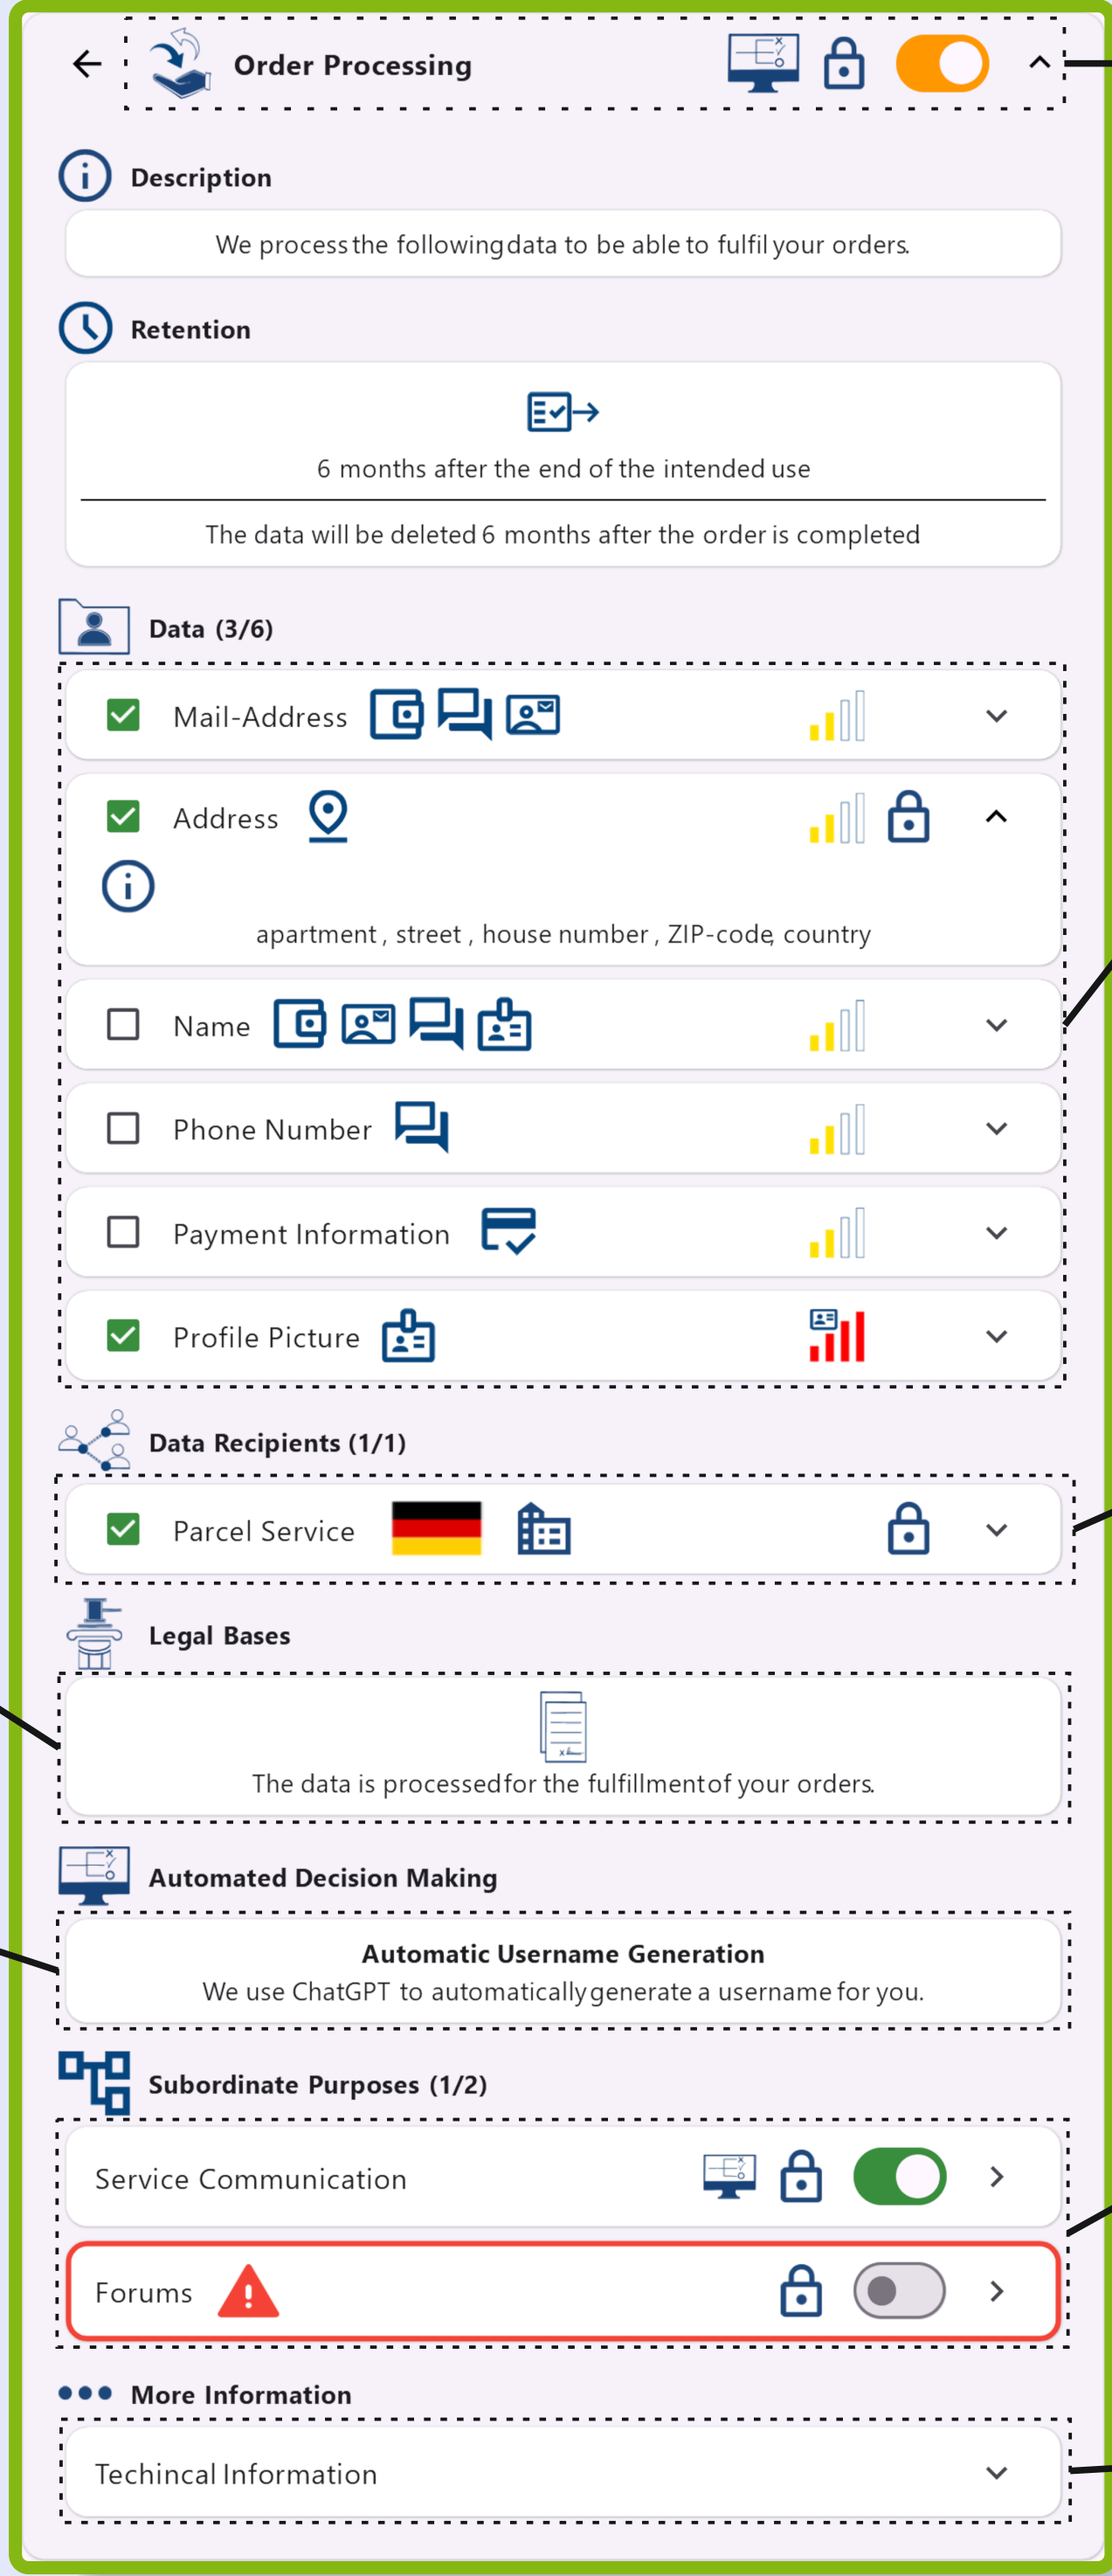 Order Processing
Description
We process the following data to be able to fulfil your orders.
Retention
6 months after the end of the intended use
The data will be deleted 6 months after the order is completed
Data (3/6)
Mail-Address
Address
apartment , street , house number , ZIP-code, country
Name
Phone Number
Payment Information
Profile Picture
Data Recipients (1/1)
Parcel Service
Legal Bases
The data is processed for the fulfillment of your orders.
Automated Decision Making
Automatic Username Generation
We use ChatGPT to automatically generate a username for you.
Subordinate Purposes (1/2)
Service Communication
Forums
More Information
Techincal Information